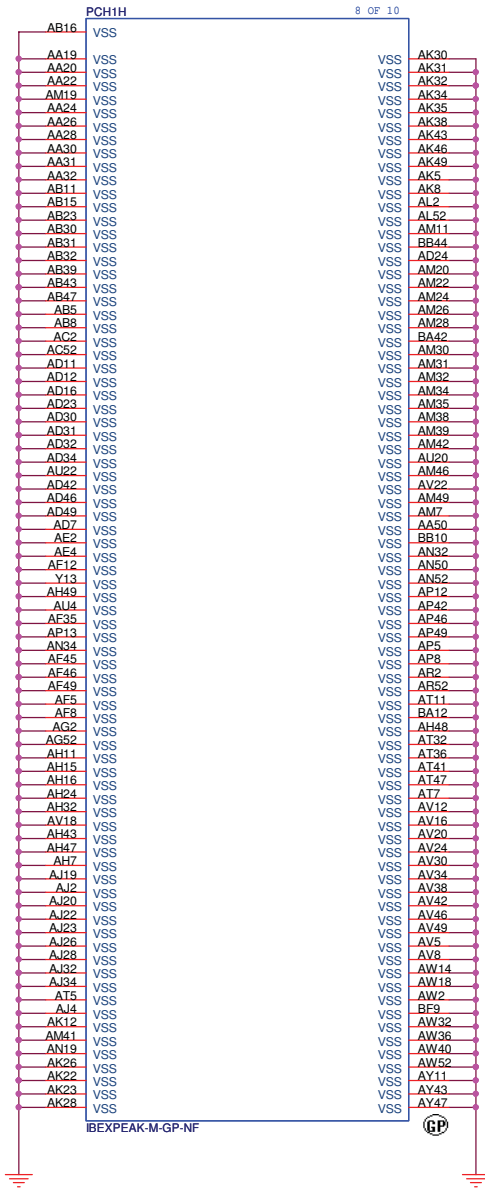 PCH1H 8 OF 10
AB16 VSS
AA19 VSS VSS AK30
AA20 VSS VSS AK31
AA22 VSS VSS AK32
AM19 VSS VSS AK34
AA24 VSS VSS AK35
AA26 VSS VSS AK38
AA28 VSS VSS AK43
AA30 VSS VSS AK46
AA31 VSS VSS AK49
AA32 VSS VSS AK5
AB11 VSS VSS AK8
AB15 VSS VSS AL2
AB23 VSS VSS AL52
AB30 VSS VSS AM11
AB31 VSS VSS BB44
AB32 VSS VSS AD24
AB39 VSS VSS AM20
AB43 VSS VSS AM22
AB47 VSS VSS AM24
AB5 VSS VSS AM26
AB8 VSS VSS AM28
AC2 VSS VSS BA42
AC52 VSS VSS AM30
AD11 VSS VSS AM31
AD12 VSS VSS AM32
AD16 VSS VSS AM34
AD23 VSS VSS AM35
AD30 VSS VSS AM38
AD31 VSS VSS AM39
AD32 VSS VSS AM42
AD34 VSS VSS AU20
AU22 VSS VSS AM46
AD42 VSS VSS AV22
AD46 VSS VSS AM49
AD49 VSS VSS AM7
AD7 VSS VSS AA50
AE2 VSS VSS BB10
AE4 VSS VSS AN32
AF12 VSS VSS AN50
Y13 VSS VSS AN52
AH49 VSS VSS AP12
AU4 VSS VSS AP42
AF35 VSS VSS AP46
AP13 VSS VSS AP49
AN34 VSS VSS AP5
AF45 VSS VSS AP8
AF46 VSS VSS AR2
AF49 VSS VSS AR52
AF5 VSS VSS AT11
AF8 VSS VSS BA12
AG2 VSS VSS AH48
AG52 VSS VSS AT32
AH11 VSS VSS AT36
AH15 VSS VSS AT41
AH16 VSS VSS AT47
AH24 VSS VSS AT7
AH32 VSS VSS AV12
AV18 VSS VSS AV16
AH43 VSS VSS AV20
AH47 VSS VSS AV24
AH7 VSS VSS AV30
AJ19 VSS VSS AV34
AJ2 VSS VSS AV38
AJ20 VSS VSS AV42
AJ22 VSS VSS AV46
AJ23 VSS VSS AV49
AJ26 VSS VSS AV5
AJ28 VSS VSS AV8
AJ32 VSS VSS AW14
AJ34 VSS VSS AW18
AT5 VSS VSS AW2
AJ4 VSS VSS BF9
AK12 VSS VSS AW32
AM41 VSS VSS AW36
AN19 VSS VSS AW40
AK26 VSS VSS AW52
AK22 VSS VSS AY11
AK23 VSS VSS AY43
AK28 VSS VSS AY47
IBEXPEAK-M-GP-NF GP